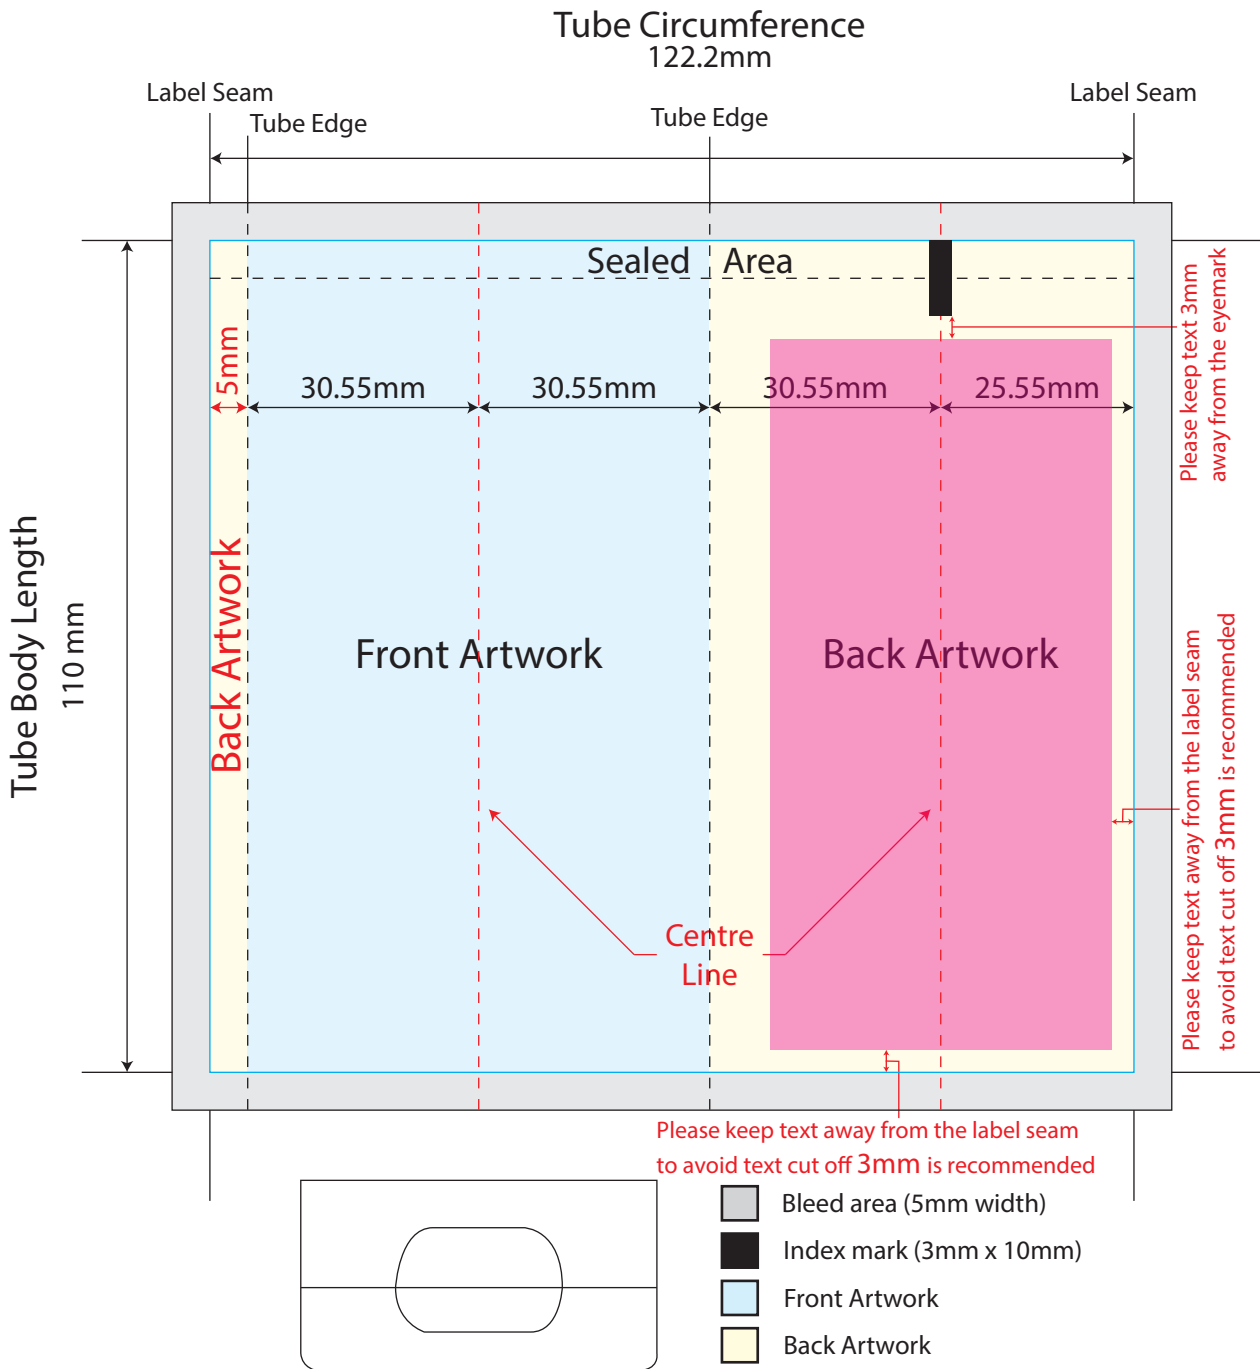 Tube Circumference
122.2mm
Label Seam
Label Seam
Tube Edge
Tube Edge
Sealed Area
5mm
30.55mm
30.55mm
30.55mm
25.55mm
Please keep text 3mm
away from the eyemark
Tube Body Length
110 mm
Back Artwork
Front Artwork
Back Artwork
Please keep text away from the label seam
to avoid text cut off 3mm is recommended
Centre
Line
Please keep text away from the label seam
to avoid text cut off 3mm is recommended
Bleed area (5mm width)
Index mark (3mm x 10mm)
Front Artwork
Back Artwork